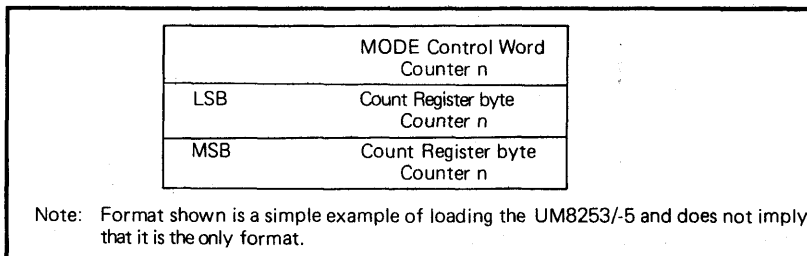 MODE Control Word
Counter n
LSB Count Register byte
Counter n
MSB Count Register byte
Counter n
Note: Format shown is a simple example of loading the UM8253/-5 and does not imply
that it is the only format.